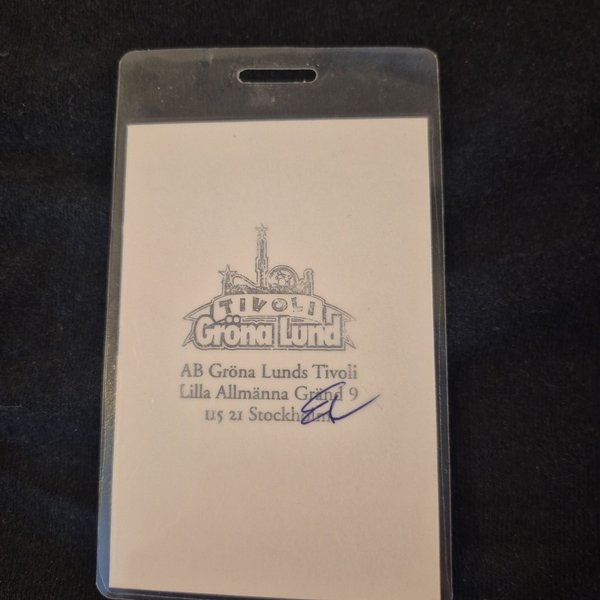 TIVOLI
Gröna Lund
AB Gröna Lunds Tivoli
Lilla Allmänna Gränd 9
115 21 Stockholm